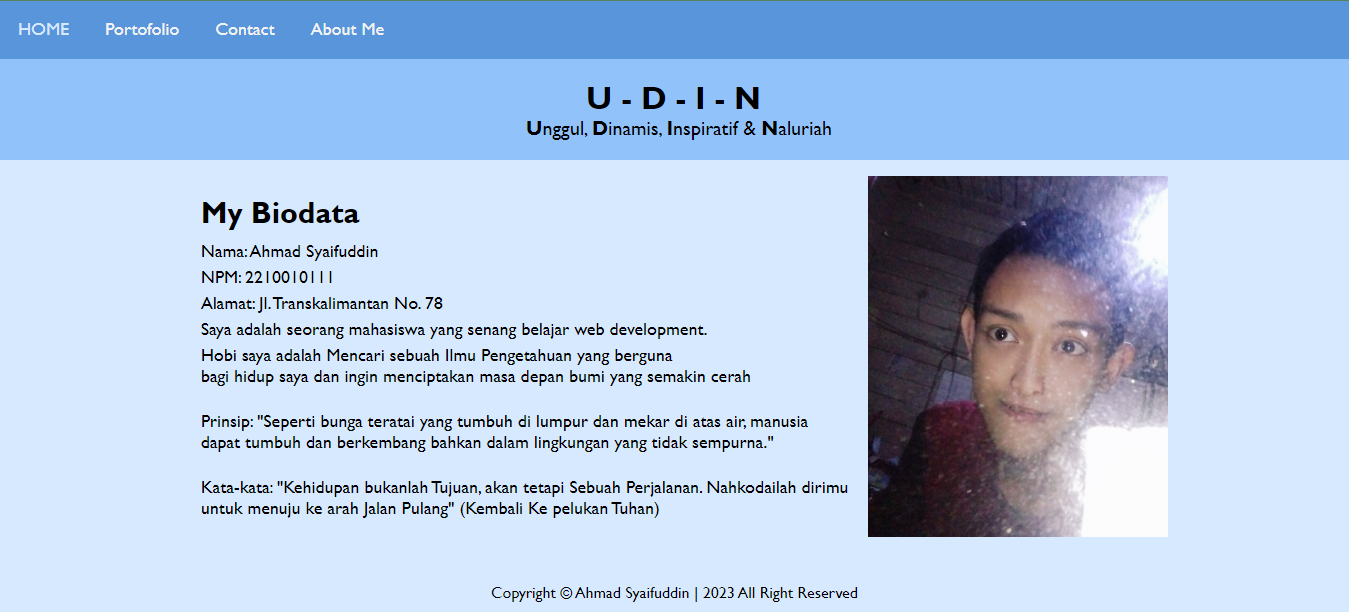 HOME Portofolio Contact About Me
U - D - I - N
Unggul, Dinamis, Inspiratif & Naluriah
My Biodata
Nama: Ahmad Syaifuddin
NPM: 2210010111
Alamat: Jl. Transkalimantan No. 78
Saya adalah seorang mahasiswa yang senang belajar web development.
Hobi saya adalah Mencari sebuah Ilmu Pengetahuan yang berguna
bagi hidup saya dan ingin menciptakan masa depan bumi yang semakin cerah
Prinsip: "Seperti bunga teratai yang tumbuh di lumpur dan mekar di atas air, manusia
dapat tumbuh dan berkembang bahkan dalam lingkungan yang tidak sempurna."
Kata-kata: "Kehidupan bukanlah Tujuan, akan tetapi Sebuah Perjalanan. Nahkodailah dirimu
untuk menuju ke arah Jalan Pulang" (Kembali Ke pelukan Tuhan)
Copyright © Ahmad Syaifuddin | 2023 All Right Reserved